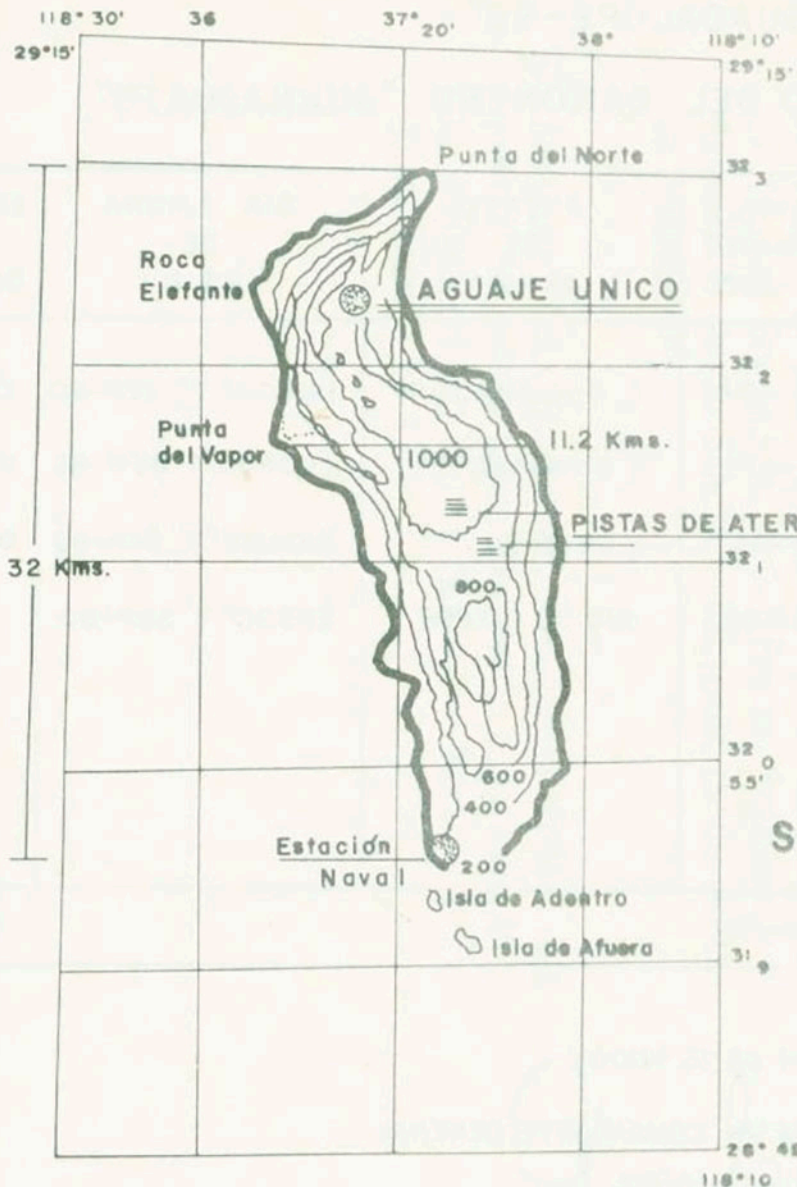 118° 30' 36 37° 20' 38° 118° 10'
29° 15' 29° 15'
Punta del Norte 32 3
Roca
Elefante
AGUAJE UNICO
32 2
Punta
del Vapor
1000 11.2 Kms.
PISTAS DE ATER
32 Kms. 32 1
800
32 0
600 55'
400
S
Estación
Naval
200
Isla de Adentro
Isla de Afuera
31 9
118° 10